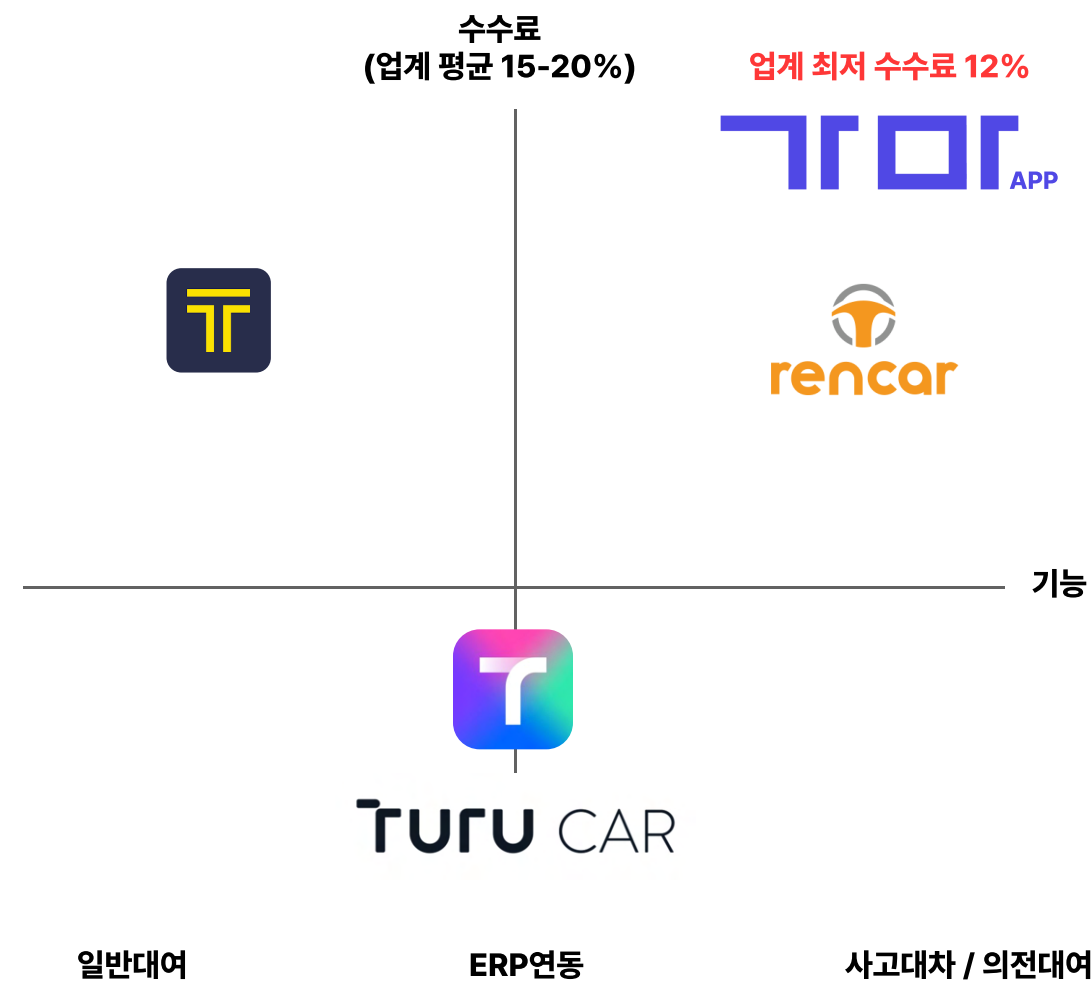 수수료
(업계 평균 15-20%)
업계 최저 수수료 12%
APP
rencar
기능
TURU CAR
일반대여
ERP연동
사고대차 / 의전대여